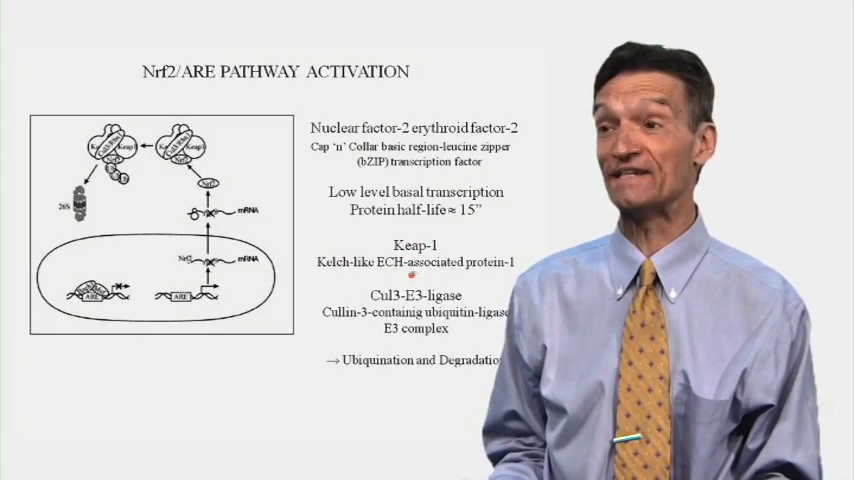 Nrf2/ARE PATHWAY ACTIVATION
Nuclear factor-2 erythroid factor-2
Cap 'n' Collar basic region-leucine zipper
(bZIP) transcription factor
Low level basal transcription
Protein half-life ≈ 15”
Keap-1
Kelch-like ECH-associated protein-1
Cul3-E3-ligase
Cullin-3-containig ubiquitin-ligase
E3 complex
→ Ubiquination and Degradation
Keap1
Nrf2
26S
Nrf2
mRNA
Nrf2
mRNA
ARE
ARE